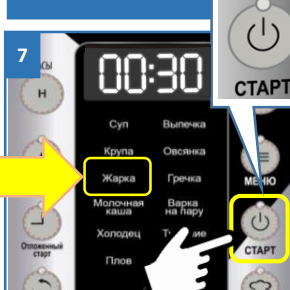 7
СТАРТ
Н
00:30
Суп Выпечка
Крупа Овсянка
Жарка Гречка
МЕНЮ
Молочная каша
Варка на пару
Холодец
Отложенный старт
СТАРТ
Плов